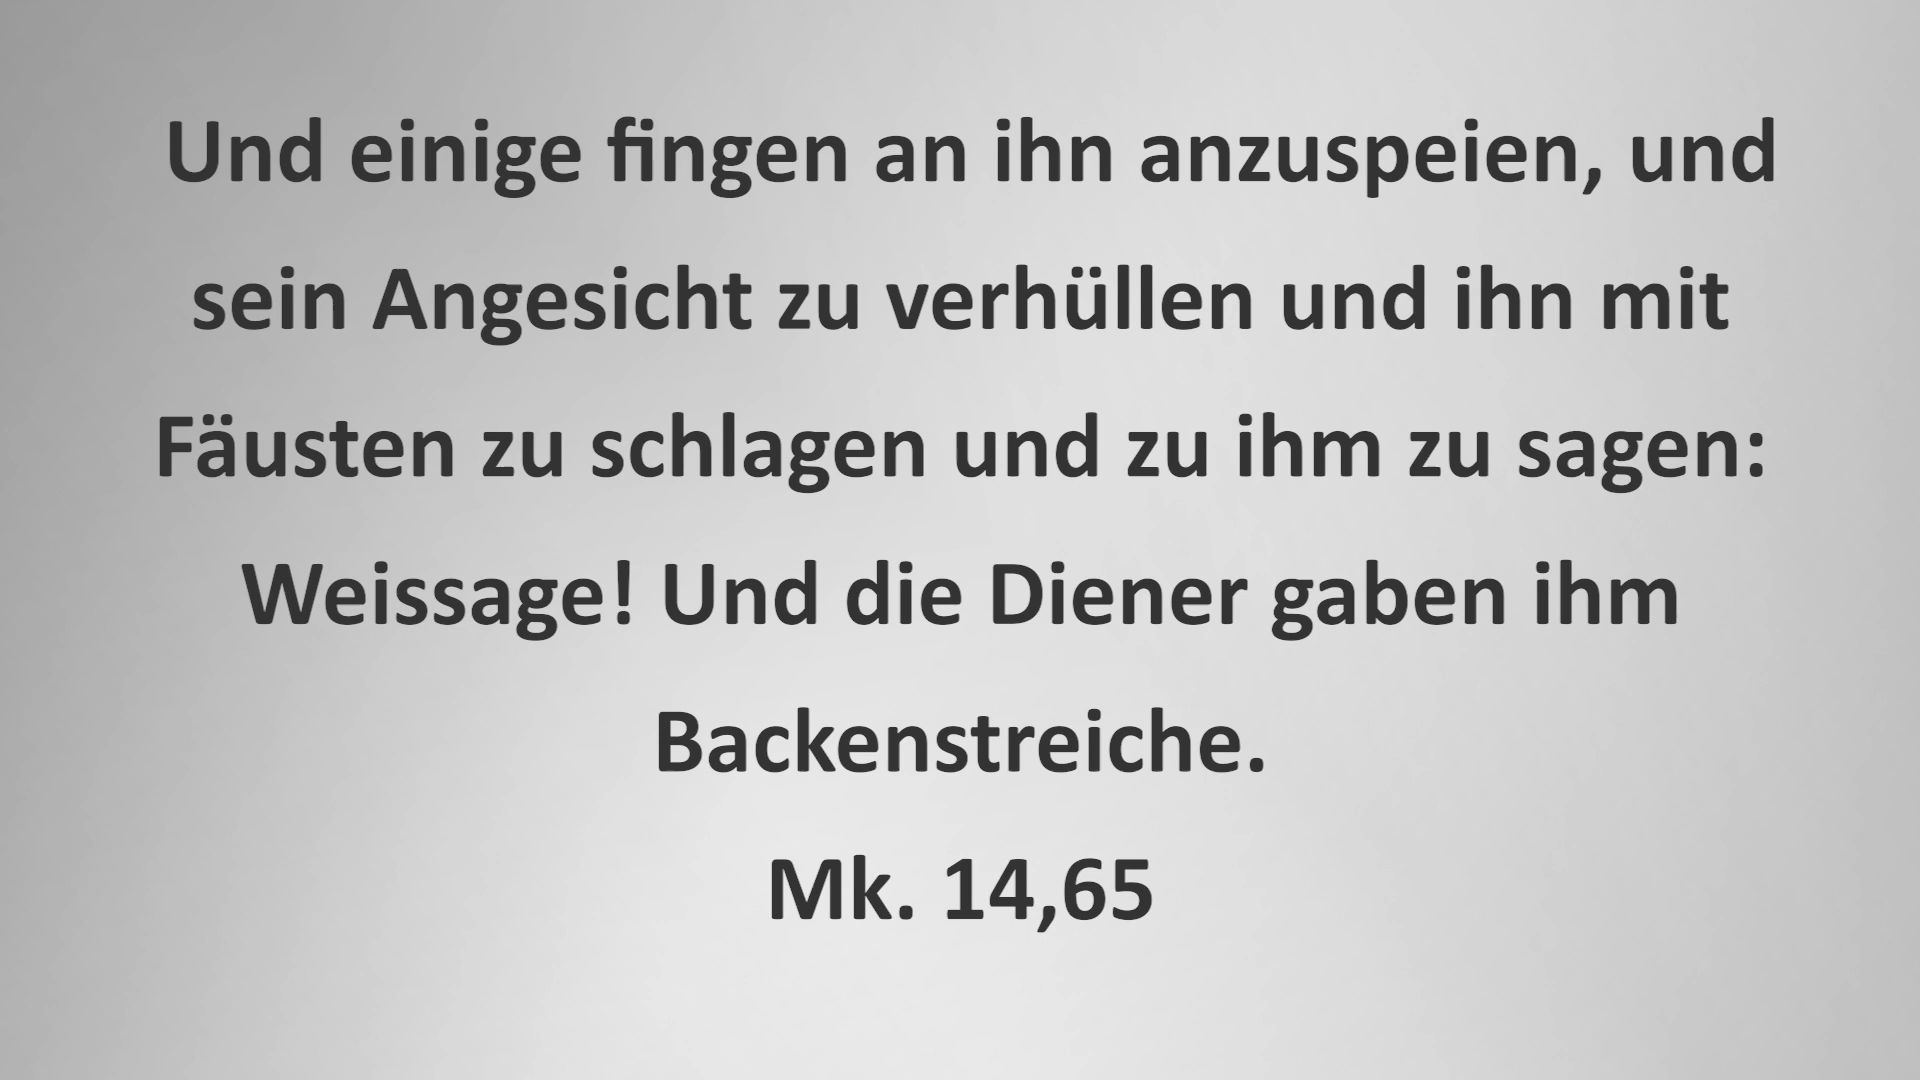 Und einige fingen an ihn anzuspeien, und
sein Angesicht zu verhüllen und ihn mit
Fäusten zu schlagen und zu ihm zu sagen:
Weissage! Und die Diener gaben ihm
Backenstreiche.
Mk. 14,65